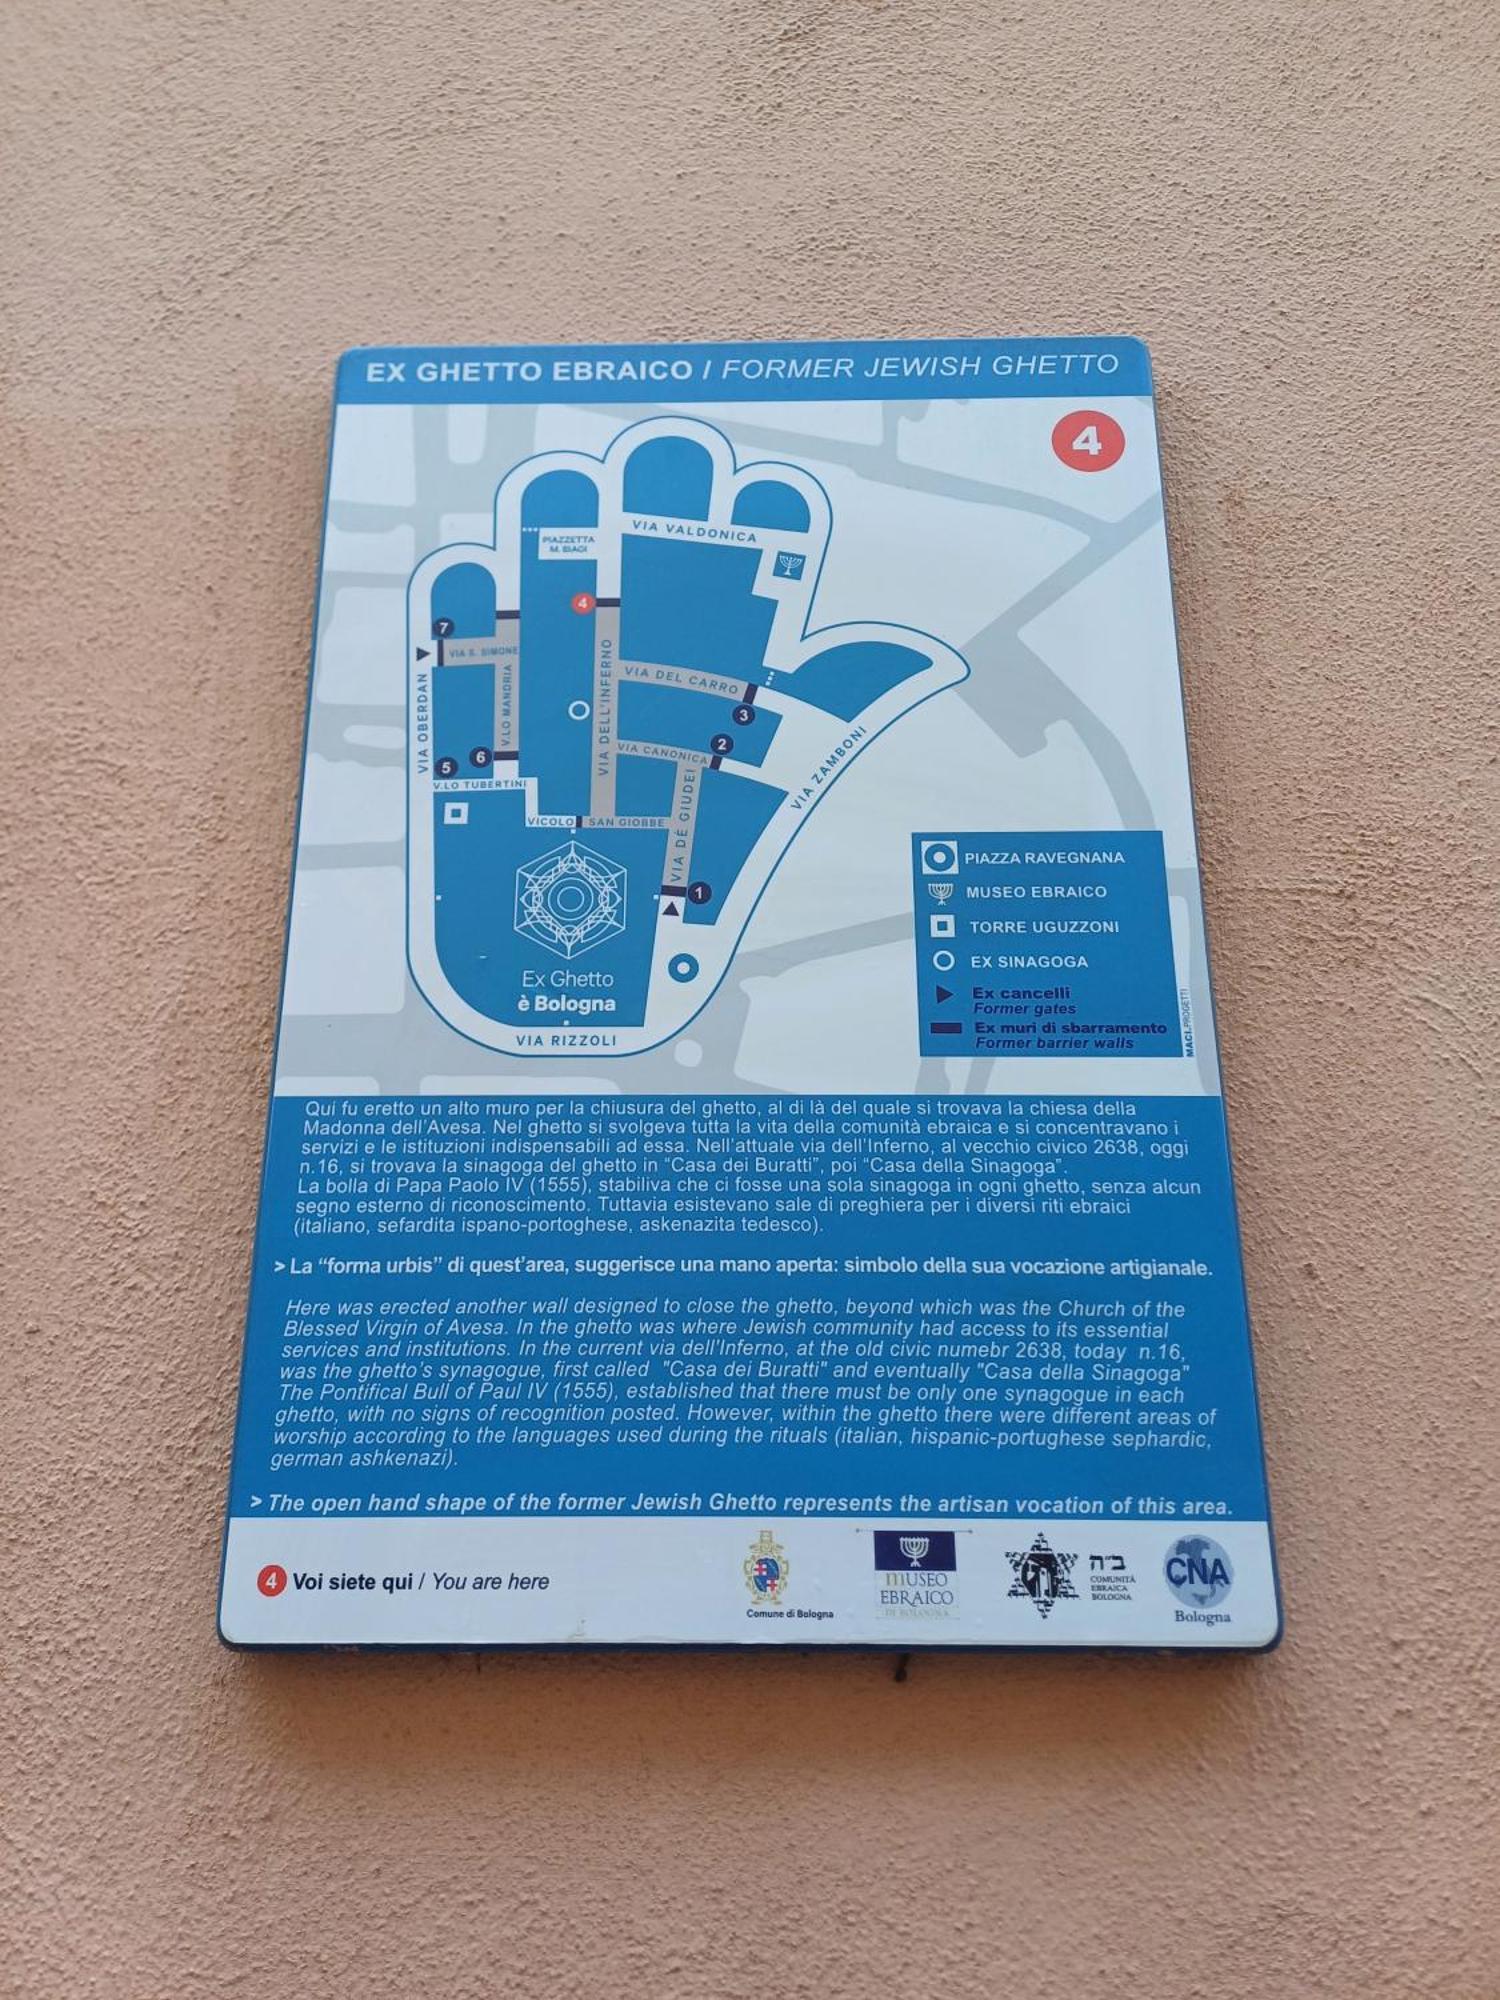 EX GHETTO EBRAICO / FORMER JEWISH GHETTO
4
VIA VALDONICA
PIAZZETTA
M. BIAGI
4
7
VIA S. SIMONE
VIA OBERDAN
V.LO MANDRIA
VIA DELL'INFERNO
VIA DEL CARRO
3
2
VIA CANONICA
VIA ZAMBONI
5
6
V.LO TUBERTINI
VICOLO SAN GIOBBE
VIA DÈ GIUDEI
1
Ex Ghetto
è Bologna
VIA RIZZOLI
PIAZZA RAVEGNANA
MUSEO EBRAICO
TORRE UGUZZONI
EX SINAGOGA
Ex cancelli
Former gates
Ex muri di sbarramento
Former barrier walls
MACI.PROGETTI
Qui fu eretto un alto muro per la chiusura del ghetto, al di là del quale si trovava la chiesa della
Madonna dell'Avesa. Nel ghetto si svolgeva tutta la vita della comunità ebraica e si concentravano i
servizi e le istituzioni indispensabili ad essa. Nell'attuale via dell'Inferno, al vecchio civico 2638, oggi
n.16, si trovava la sinagoga del ghetto in "Casa dei Buratti", poi "Casa della Sinagoga".
La bolla di Papa Paolo IV (1555), stabiliva che ci fosse una sola sinagoga in ogni ghetto, senza alcun
segno esterno di riconoscimento. Tuttavia esistevano sale di preghiera per i diversi riti ebraici
(italiano, sefardita ispano-portoghese, askenazita tedesco).
> La "forma urbis" di quest'area, suggerisce una mano aperta: simbolo della sua vocazione artigianale.
Here was erected another wall designed to close the ghetto, beyond which was the Church of the
Blessed Virgin of Avesa. In the ghetto was where Jewish community had access to its essential
services and institutions. In the current via dell'Inferno, at the old civic numebr 2638, today n.16,
was the ghetto's synagogue, first called "Casa dei Buratti" and eventually "Casa della Sinagoga"
The Pontifical Bull of Paul IV (1555), established that there must be only one synagogue in each
ghetto, with no signs of recognition posted. However, within the ghetto there were different areas of
worship according to the languages used during the rituals (italian, hispanic-portughese sephardic,
german ashkenazi).
> The open hand shape of the former Jewish Ghetto represents the artisan vocation of this area.
4 Voi siete qui / You are here
Comune di Bologna
mUSEO
EBRAICO
DI BOLOGNA
ב״ה
COMUNITÀ
EBRAICA
BOLOGNA
CNA
Bologna